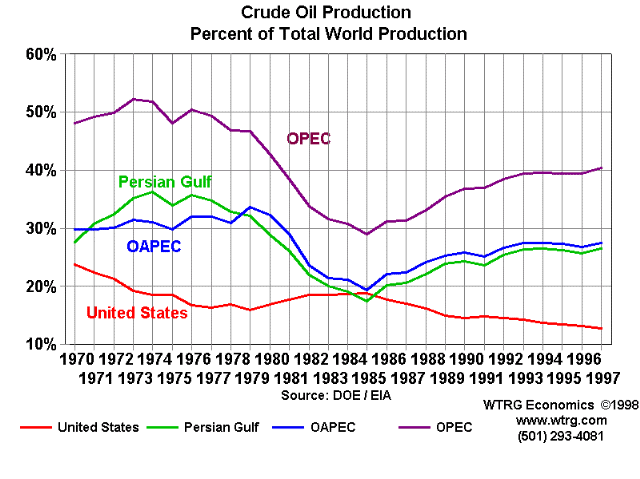 Crude Oil Production
Percent of Total World Production
60%
50%
OPEC
40%
Persian Gulf
30%
OAPEC
20%
United States
10%
1970 1972 1974 1976 1978 1980 1982 1984 1986 1988 1990 1992 1994 1996
1971 1973 1975 1977 1979 1981 1983 1985 1987 1989 1991 1993 1995 1997
Source: DOE / EIA
WTRG Economics ©1998
www.wtrg.com
(501) 293-4081
United States Persian Gulf OAPEC OPEC